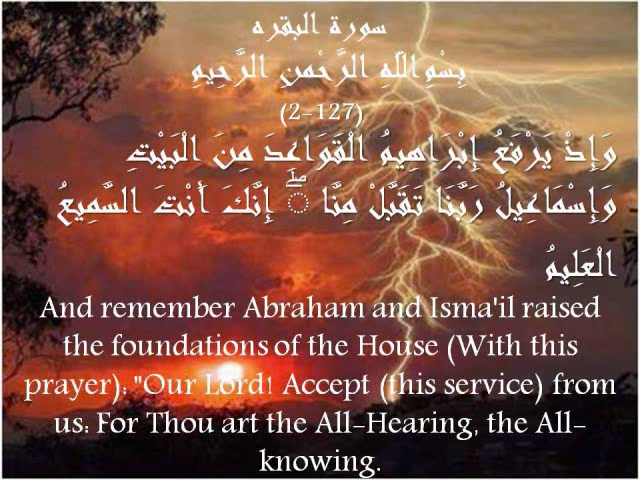 سورة البقره
بِسْمِ اللّهِ الرَّحْمنِ الرَّحِيمِ
(2-127)
وَإِذْ يَرْفَعُ إِبْرَاهِيمُ الْقَوَاعِدَ مِنَ الْبَيْتِ
وَإِسْمَاعِيلُ رَبَّنَا تَقَبَّلْ مِنَّا ۖ إِنَّكَ أَنْتَ السَّمِيعُ
الْعَلِيمُ
And remember Abraham and Isma'il raised
the foundations of the House (With this
prayer): "Our Lord! Accept (this service) from
us: For Thou art the All-Hearing, the All-
knowing.